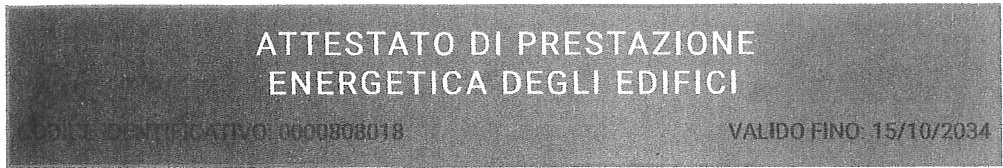 ATTESTATO DI PRESTAZIONE
ENERGETICA DEGLI EDIFICI
CODICE IDENTIFICATIVO: 0000808018
VALIDO FINO: 15/10/2034